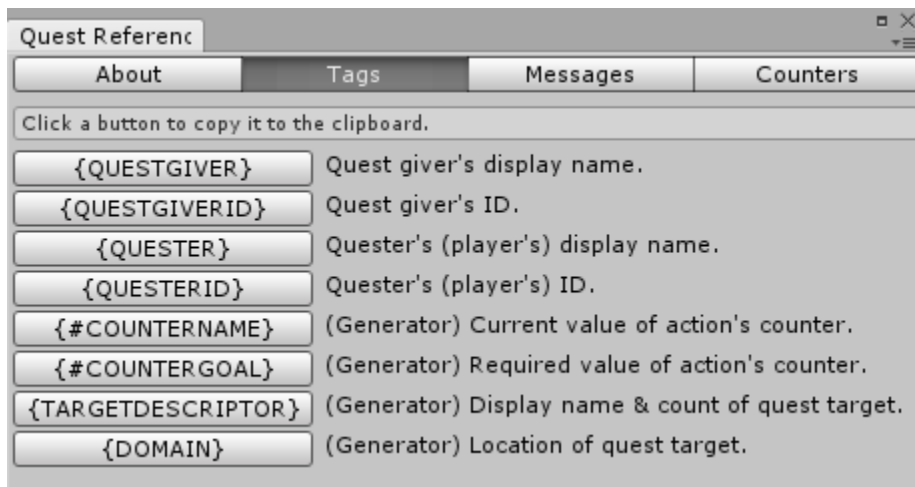 Quest Referenc
About Tags Messages Counters
Click a button to copy it to the clipboard.
{QUESTGIVER} Quest giver's display name.
{QUESTGIVERID} Quest giver's ID.
{QUESTER} Quester's (player's) display name.
{QUESTERID} Quester's (player's) ID.
{#COUNTERNAME} (Generator) Current value of action's counter.
{#COUNTERGOAL} (Generator) Required value of action's counter.
{TARGETDESCRIPTOR} (Generator) Display name & count of quest target.
{DOMAIN} (Generator) Location of quest target.